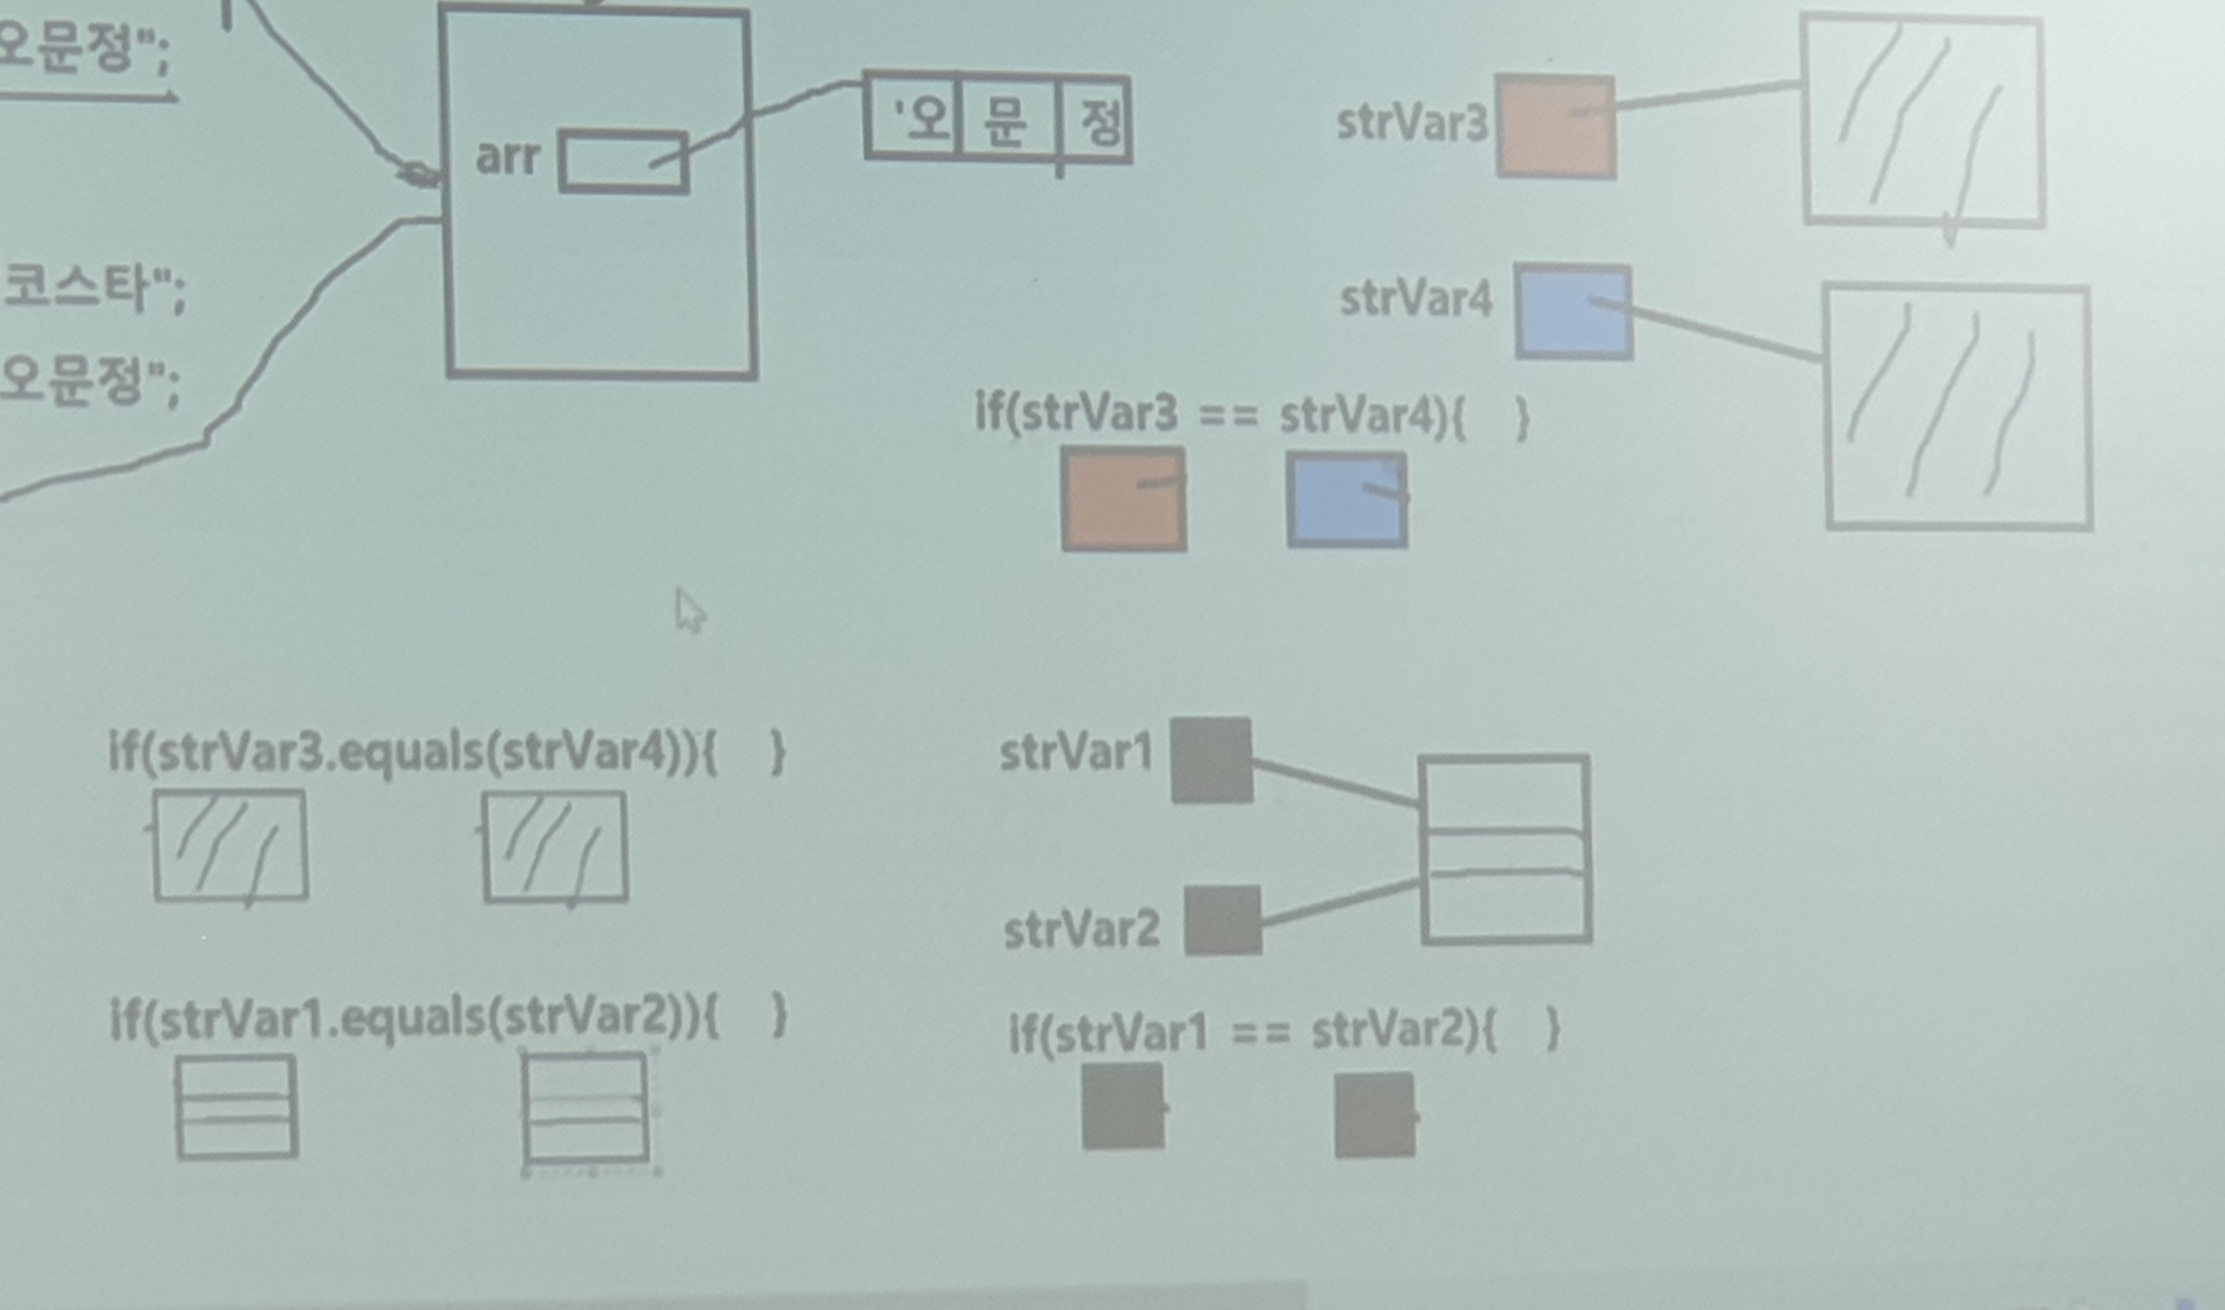 오문정";
arr
'오 문 정
strVar3
코스타";
strVar4
오문정";
if(strVar3 == strVar4){ }
if(strVar3.equals(strVar4)){ }
strVar1
strVar2
if(strVar1.equals(strVar2)){ }
if(strVar1 == strVar2){ }